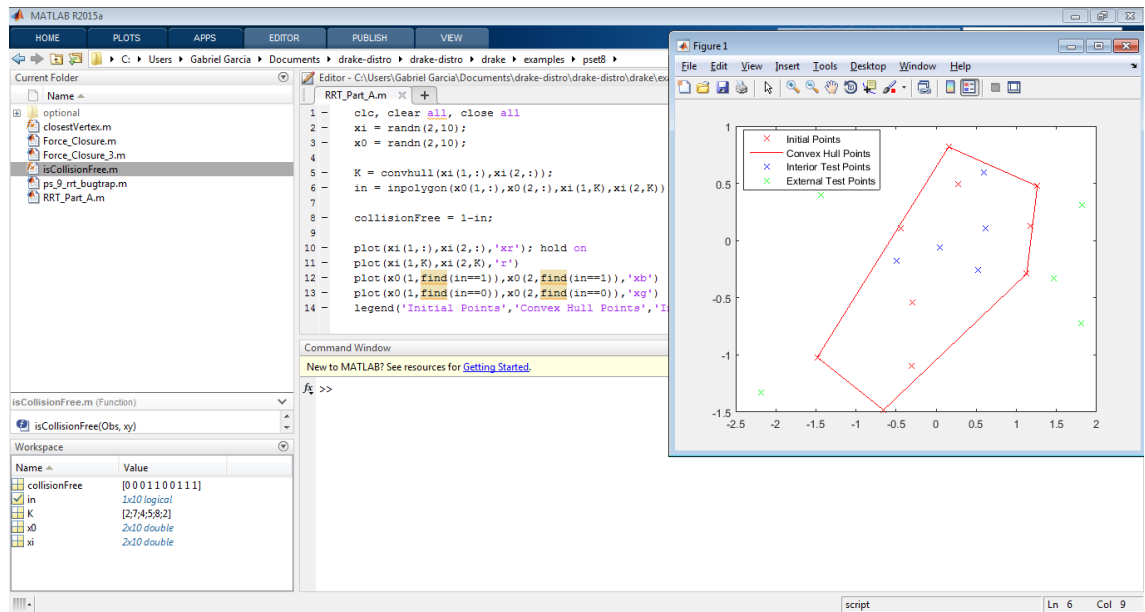 MATLAB R2015a
HOME PLOTS APPS EDITOR PUBLISH VIEW
C: Users Gabriel Garcia Documents drake-distro drake-distro drake examples pset8
Current Folder
Name
optional
closestVertex.m
Force_Closure.m
Force_Closure_3.m
isCollisionFree.m
ps_9_rrt_bugtrap.m
RRT_Part_A.m
isCollisionFree.m (Function)
isCollisionFree(Obs, xy)
Workspace
Name Value
collisionFree [0 0 0 1 1 0 0 1 1 1]
in 1x10 logical
K [2;7;4;5;8;2]
x0 2x10 double
xi 2x10 double
Editor - C:\Users\Gabriel Garcia\Documents\drake-distro\drake-distro\drake\exa
RRT_Part_A.m
1 - clc, clear all, close all
2 - xi = randn(2,10);
3 - x0 = randn(2,10);
4
5 - K = convhull(xi(1,:),xi(2,:));
6 - in = inpolygon(x0(1,:),x0(2,:),xi(1,K),xi(2,K))
7
8 - collisionFree = 1-in;
9
10 - plot(xi(1,:),xi(2,:),'xr'); hold on
11 - plot(xi(1,K),xi(2,K),'r')
12 - plot(x0(1,find(in==1)),x0(2,find(in==1)),'xb')
13 - plot(x0(1,find(in==0)),x0(2,find(in==0)),'xg')
14 - legend('Initial Points','Convex Hull Points','I
Command Window
New to MATLAB? See resources for Getting Started.
fx >>
Figure 1
File Edit View Insert Tools Desktop Window Help
Initial Points
Convex Hull Points
Interior Test Points
External Test Points
1
0.5
0
-0.5
-1
-1.5
-2.5 -2 -1.5 -1 -0.5 0 0.5 1 1.5 2
script Ln 6 Col 9